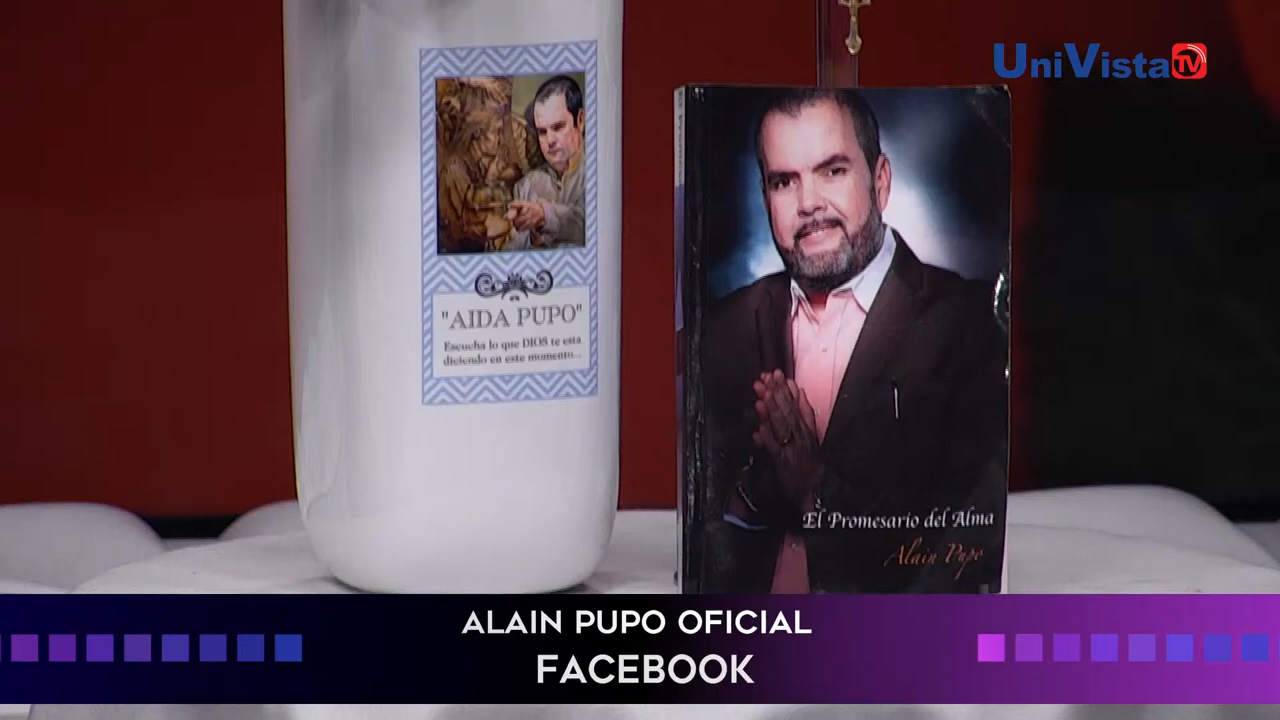 UniVista TV
"AIDA PUPO"
Escucha lo que DIOS te esta
diciendo en este momento...
El Promesario del Alma
Alain Pupo
ALAIN PUPO OFICIAL
FACEBOOK